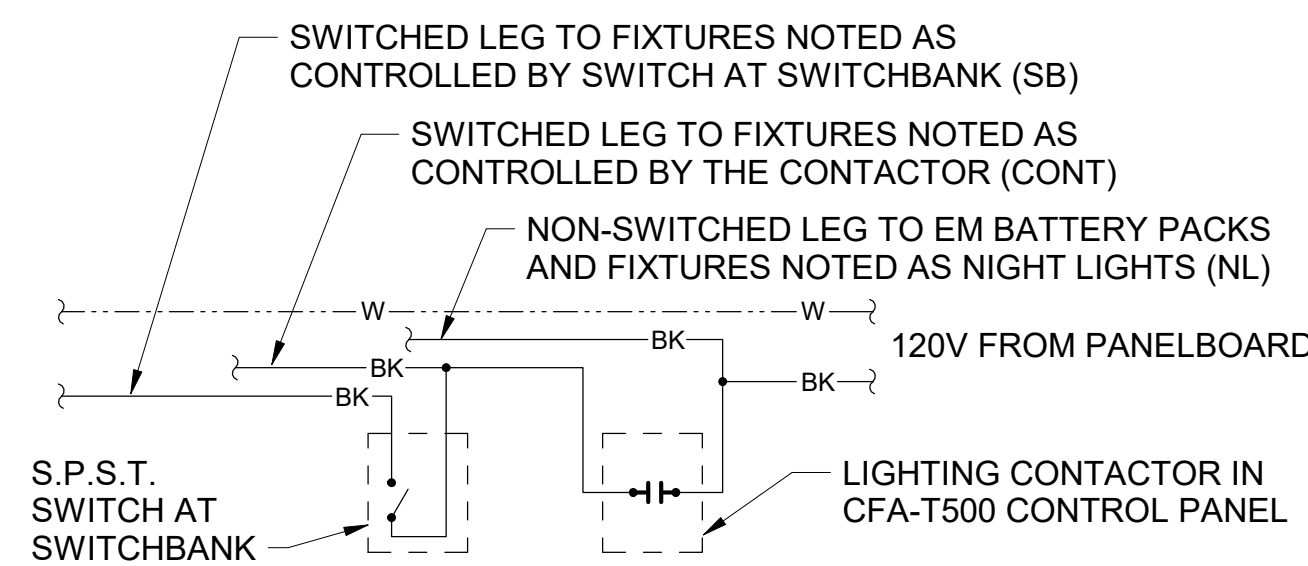 SWITCHED LEG TO FIXTURES NOTED AS
CONTROLLED BY SWITCH AT SWITCHBANK (SB)
SWITCHED LEG TO FIXTURES NOTED AS
CONTROLLED BY THE CONTACTOR (CONT)
NON-SWITCHED LEG TO EM BATTERY PACKS
AND FIXTURES NOTED AS NIGHT LIGHTS (NL)
W
W
BK
120V FROM PANELBOARD
BK
BK
BK
S.P.S.T.
SWITCH AT
SWITCHBANK
LIGHTING CONTACTOR IN
CFA-T500 CONTROL PANEL